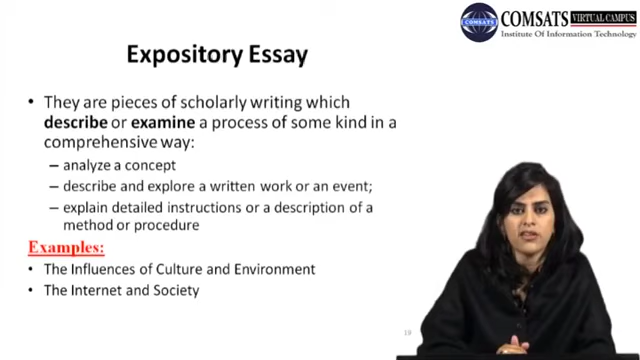 COMSATS VIRTUAL CAMPUS
Institute Of Information Technology
COMSATS
Expository Essay
• They are pieces of scholarly writing which
describe or examine a process of some kind in a
comprehensive way:
– analyze a concept
– describe and explore a written work or an event;
– explain detailed instructions or a description of a
method or procedure
Examples:
• The Influences of Culture and Environment
• The Internet and Society
19